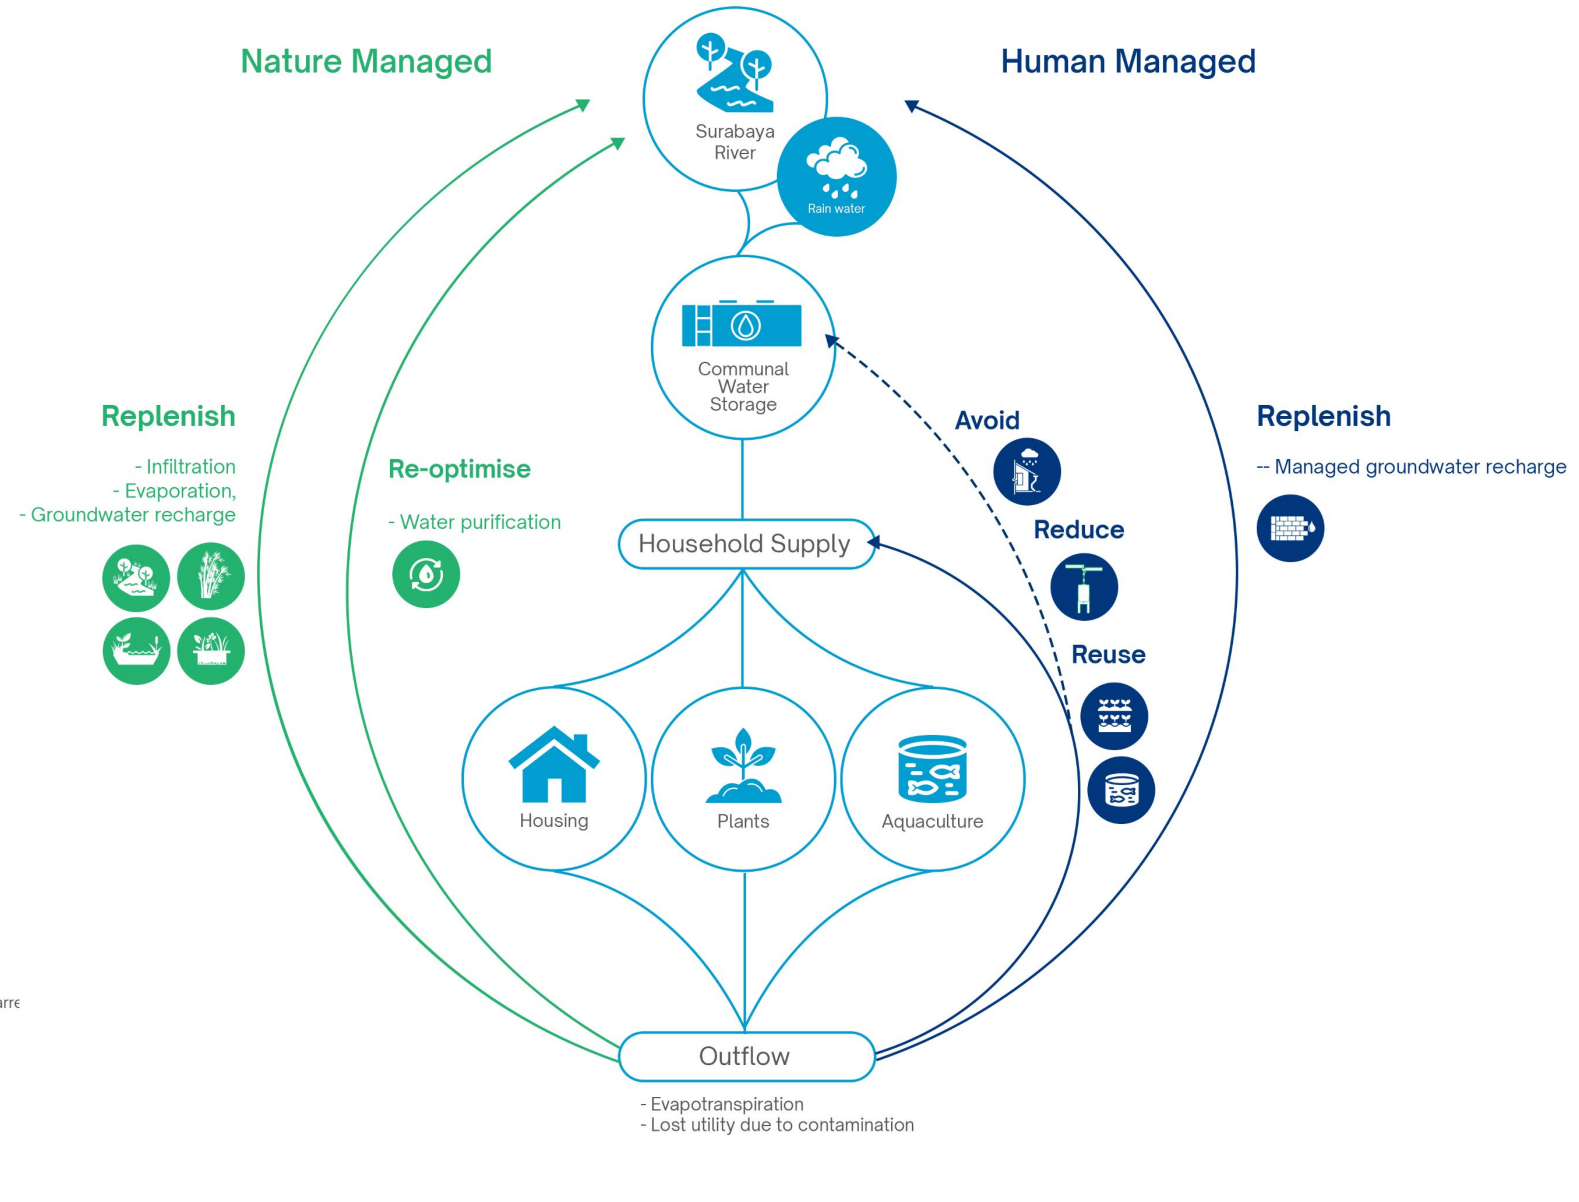 Nature Managed
Human Managed
Surabaya
River
Rain water
Communal
Water
Storage
Replenish
- Infiltration
- Evaporation,
- Groundwater recharge
Re-optimise
- Water purification
Avoid
Reduce
Reuse
Replenish
-- Managed groundwater recharge
Household Supply
Housing
Plants
Aquaculture
Outflow
- Evapotranspiration
- Lost utility due to contamination